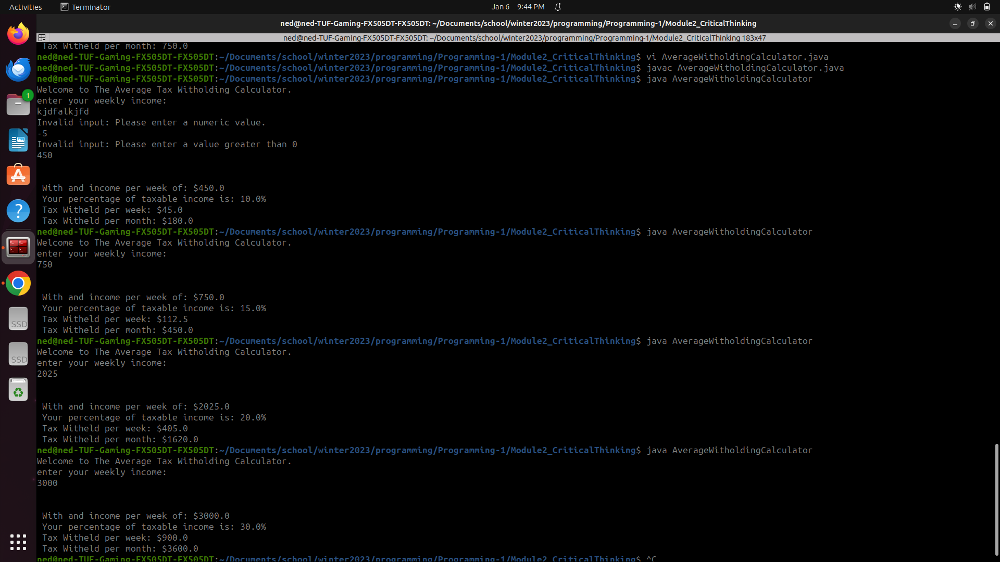 Activities
Terminator
Jan 6 9:44 PM
ned@ned-TUF-Gaming-FX505DT-FX505DT: ~/Documents/school/winter2023/programming/Programming-1/Module2_CriticalThinking
ned@ned-TUF-Gaming-FX505DT-FX505DT: ~/Documents/school/winter2023/programming/Programming-1/Module2_CriticalThinking 183x47
Tax Witheld per month: 750.0
ned@ned-TUF-Gaming-FX505DT-FX505DT:~/Documents/school/winter2023/programming/Programming-1/Module2_CriticalThinking$ vi AverageWitholdingCalculator.java
ned@ned-TUF-Gaming-FX505DT-FX505DT:~/Documents/school/winter2023/programming/Programming-1/Module2_CriticalThinking$ javac AverageWitholdingCalculator.java
ned@ned-TUF-Gaming-FX505DT-FX505DT:~/Documents/school/winter2023/programming/Programming-1/Module2_CriticalThinking$ java AverageWitholdingCalculator
Welcome to The Average Tax Witholding Calculator.
enter your weekly income:
kjdfalkjfd
Invalid input: Please enter a numeric value.
-5
Invalid input: Please enter a value greater than 0
450
With and income per week of: $450.0
Your percentage of taxable income is: 10.0%
Tax Witheld per week: $45.0
Tax Witheld per month: $180.0
ned@ned-TUF-Gaming-FX505DT-FX505DT:~/Documents/school/winter2023/programming/Programming-1/Module2_CriticalThinking$ java AverageWitholdingCalculator
Welcome to The Average Tax Witholding Calculator.
enter your weekly income:
750
With and income per week of: $750.0
Your percentage of taxable income is: 15.0%
Tax Witheld per week: $112.5
Tax Witheld per month: $450.0
ned@ned-TUF-Gaming-FX505DT-FX505DT:~/Documents/school/winter2023/programming/Programming-1/Module2_CriticalThinking$ java AverageWitholdingCalculator
Welcome to The Average Tax Witholding Calculator.
enter your weekly income:
2025
With and income per week of: $2025.0
Your percentage of taxable income is: 20.0%
Tax Witheld per week: $405.0
Tax Witheld per month: $1620.0
ned@ned-TUF-Gaming-FX505DT-FX505DT:~/Documents/school/winter2023/programming/Programming-1/Module2_CriticalThinking$ java AverageWitholdingCalculator
Welcome to The Average Tax Witholding Calculator.
enter your weekly income:
3000
With and income per week of: $3000.0
Your percentage of taxable income is: 30.0%
Tax Witheld per week: $900.0
Tax Witheld per month: $3600.0
ned@ned-TUF-Gaming-FX505DT-FX505DT:~/Documents/school/winter2023/programming/Programming-1/Module2_CriticalThinking$ ^C
1
?
SSD
SSD